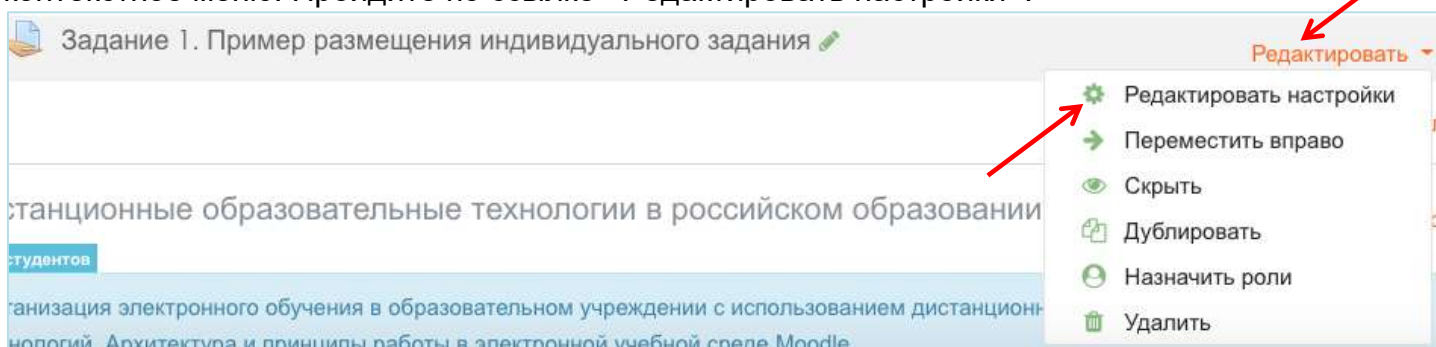 Задание 1. Пример размещения индивидуального задания
Редактировать
Редактировать настройки
Переместить вправо
Скрыть
Дублировать
Назначить роли
Удалить
станционные образовательные технологии в российском образовании
студентов
ганизация электронного обучения в образовательном учреждении с использованием дистанционн
нологий. Архитектура и принципы работы в электронной учебной среде Moodle